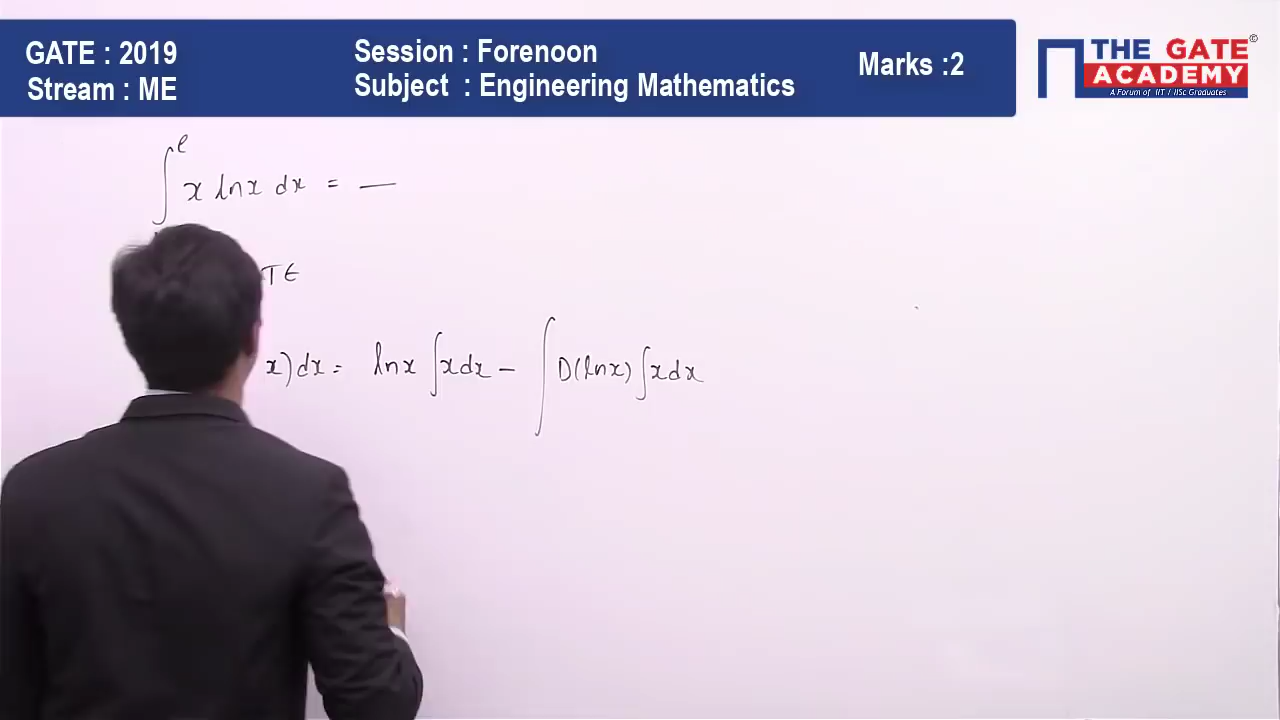 GATE : 2019
Stream : ME
Session : Forenoon
Subject : Engineering Mathematics
Marks :2
THE GATE
ACADEMY
©
A Forum of IIT / IISc Graduates
∫ᵉ x ln x dx = —
TE
x) dx = ln x ∫x dx − ∫ D(ln x) ∫x dx